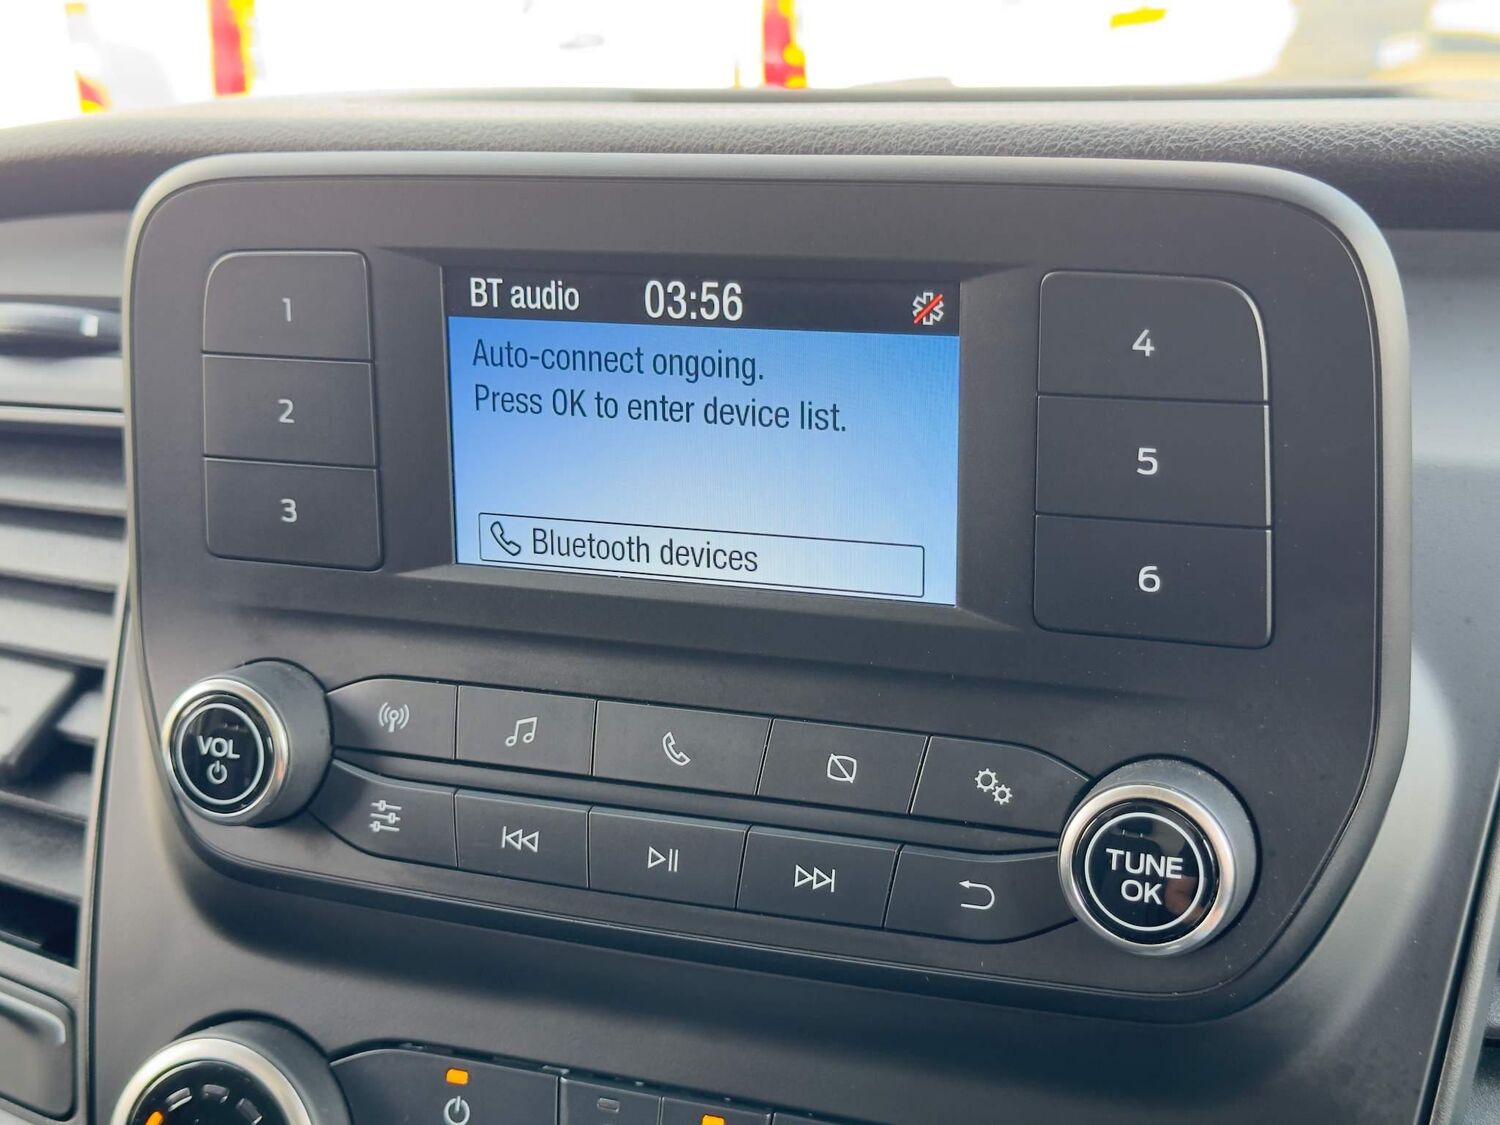 BT audio 03:56
Auto-connect ongoing.
Press OK to enter device list.
Bluetooth devices
1
2
3
4
5
6
VOL
TUNE
OK